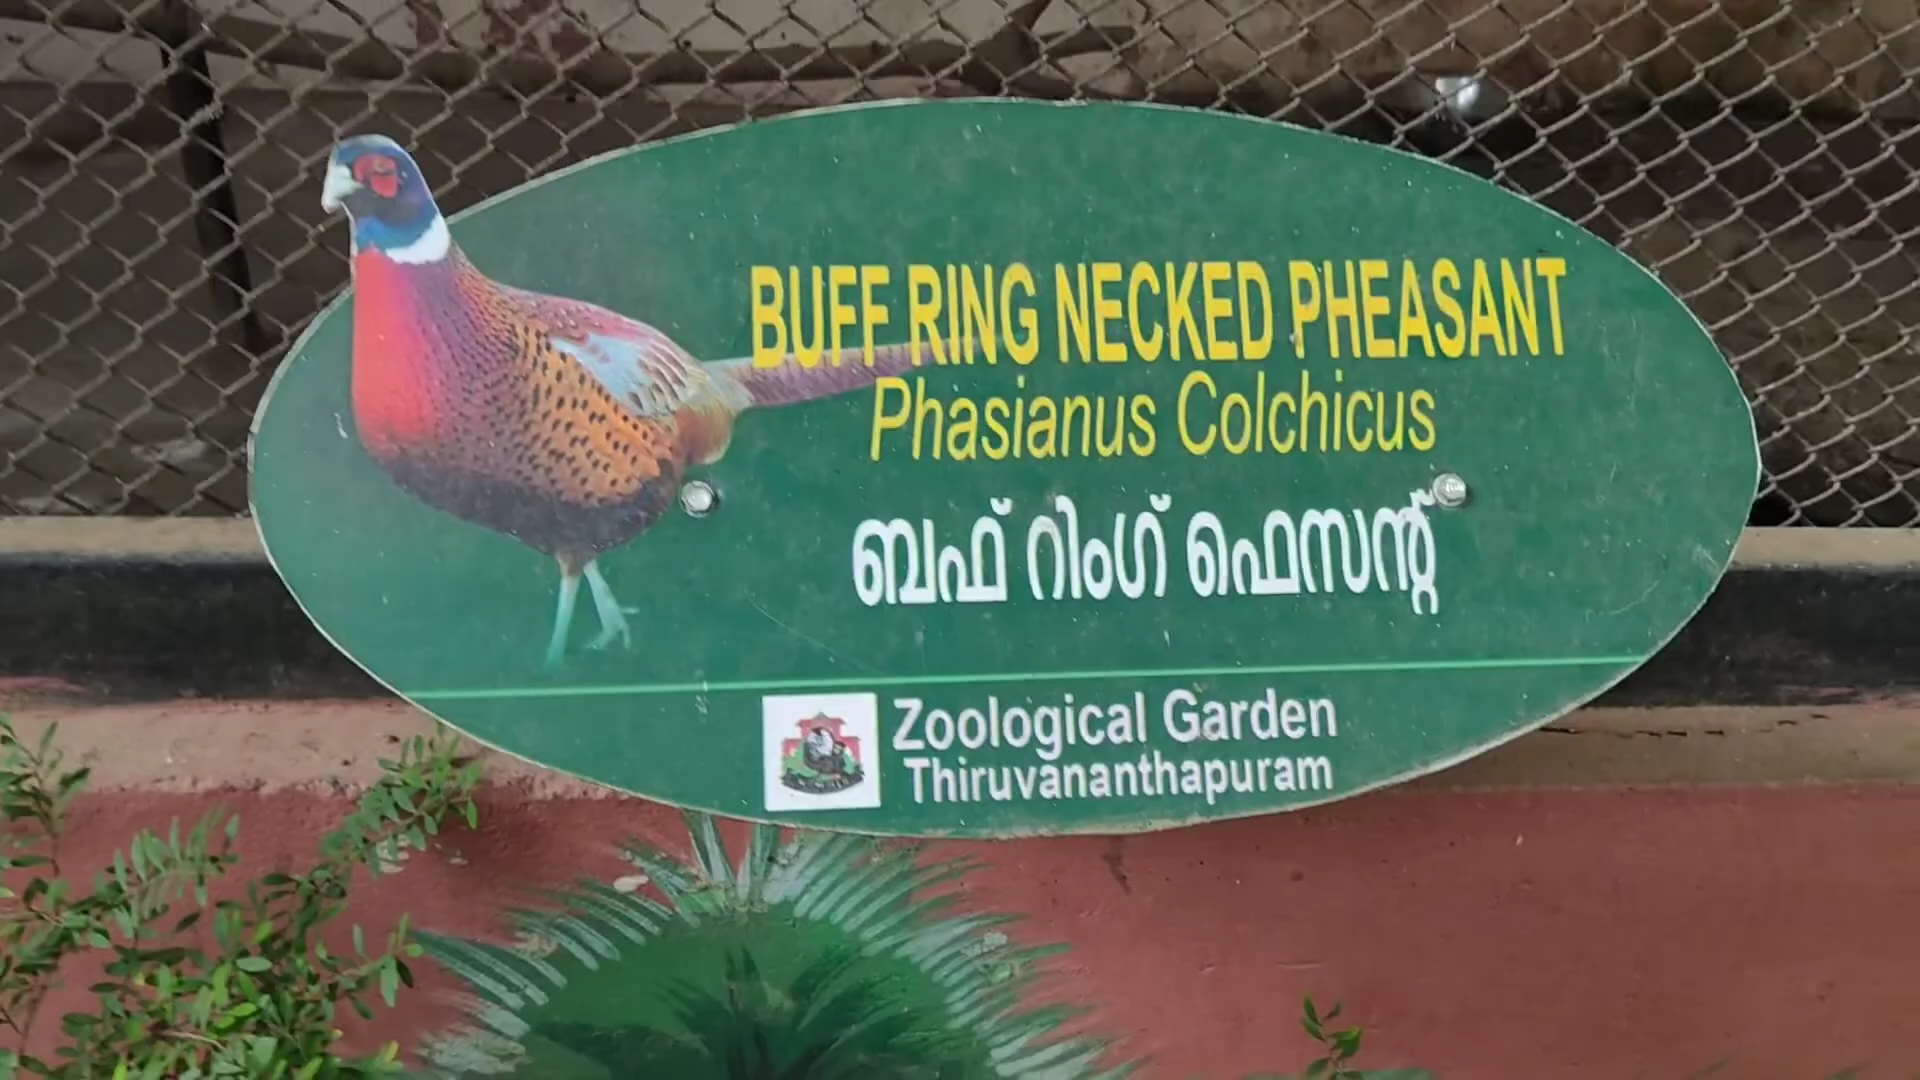 BUFF RING NECKED PHEASANT
Phasianus Colchicus
ബഫ് റിംഗ് ഫെസന്റ്
Zoological Garden
Thiruvananthapuram